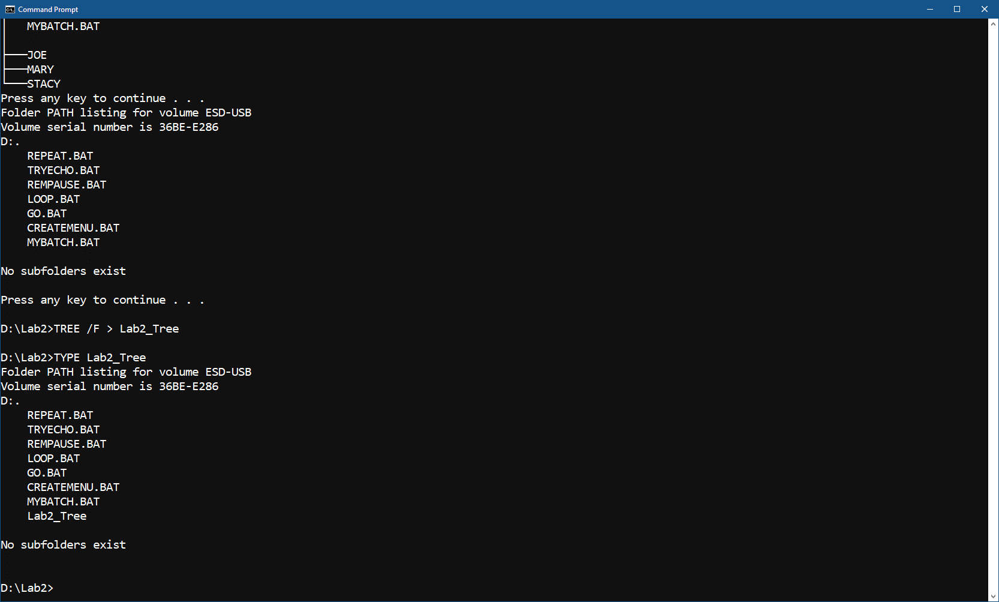 Command Prompt
    MYBATCH.BAT
├───JOE
├───MARY
└───STACY
Press any key to continue . . .
Folder PATH listing for volume ESD-USB
Volume serial number is 36BE-E286
D:.
    REPEAT.BAT
    TRYECHO.BAT
    REMPAUSE.BAT
    LOOP.BAT
    GO.BAT
    CREATEMENU.BAT
    MYBATCH.BAT
No subfolders exist
Press any key to continue . . .
D:\Lab2>TREE /F > Lab2_Tree
D:\Lab2>TYPE Lab2_Tree
Folder PATH listing for volume ESD-USB
Volume serial number is 36BE-E286
D:.
    REPEAT.BAT
    TRYECHO.BAT
    REMPAUSE.BAT
    LOOP.BAT
    GO.BAT
    CREATEMENU.BAT
    MYBATCH.BAT
    Lab2_Tree
No subfolders exist
D:\Lab2>